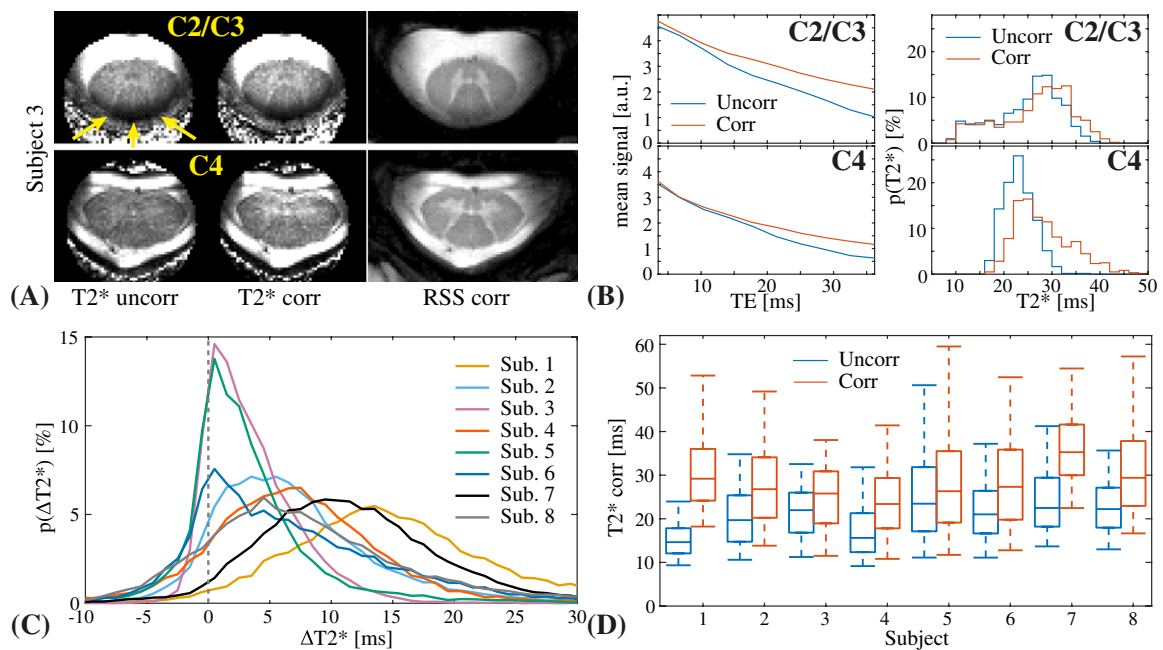 C2/C3
Subject 3
C4
T2* uncorr
T2* corr
RSS corr
(A)
C2/C3
C2/C3
5
4
3
2
1
0
Uncorr
Corr
20
10
0
Uncorr
Corr
C4
C4
5
4
3
2
1
0
20
10
0
mean signal [a.u.]
p(T2*) [%]
10 20 30
10 20 30 40 50
TE [ms]
T2* [ms]
(B)
15
10
5
0
p(ΔT2*) [%]
Sub. 1
Sub. 2
Sub. 3
Sub. 4
Sub. 5
Sub. 6
Sub. 7
Sub. 8
-10 -5 0 5 10 15 20 25 30
ΔT2* [ms]
(C)
60
50
40
30
20
10
0
T2* corr [ms]
Uncorr
Corr
1 2 3 4 5 6 7 8
Subject
(D)